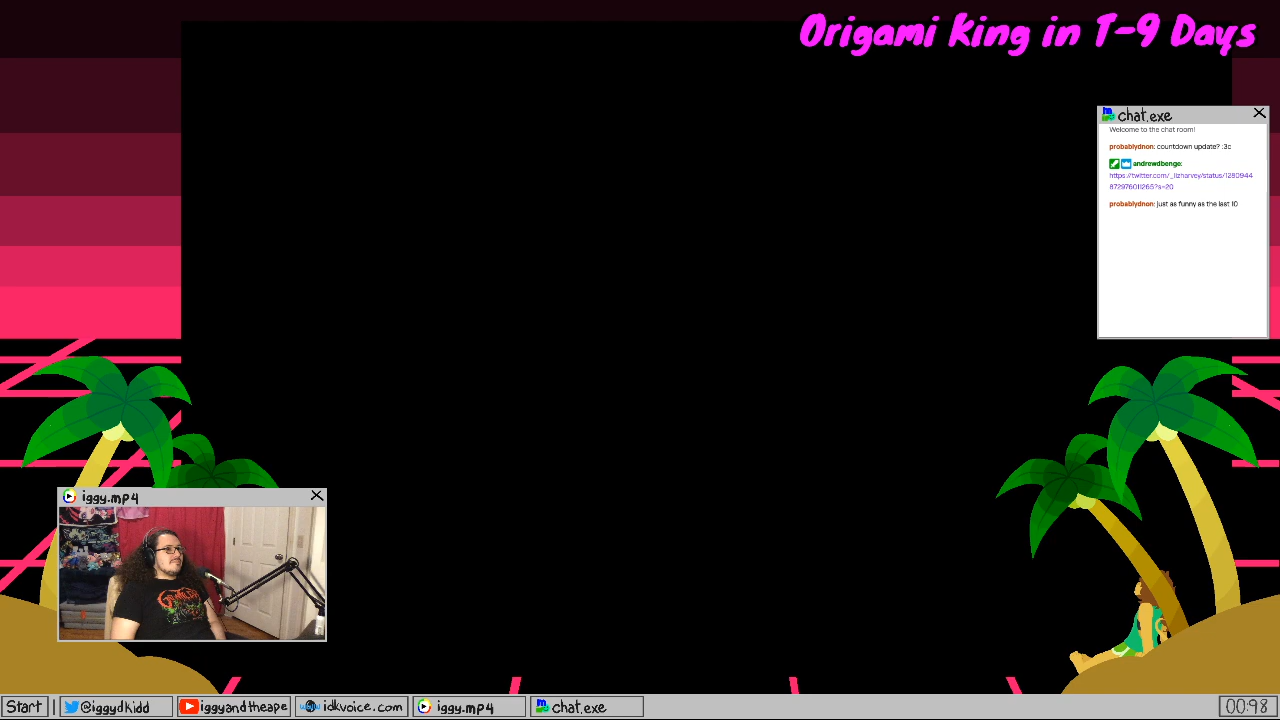 Origami King in T-9 Days
chat.exe
Welcome to the chat room!
probablydnon: countdown update? :3c
andrewdbenge:
https://twitter.com/_lizharvey/status/1280944
872976011265?s=20
probablydnon: just as funny as the last 10
iggy.mp4
Start
@iggydkidd
iggyandtheape
www idkvoice.com
iggy.mp4
chat.exe
00:98